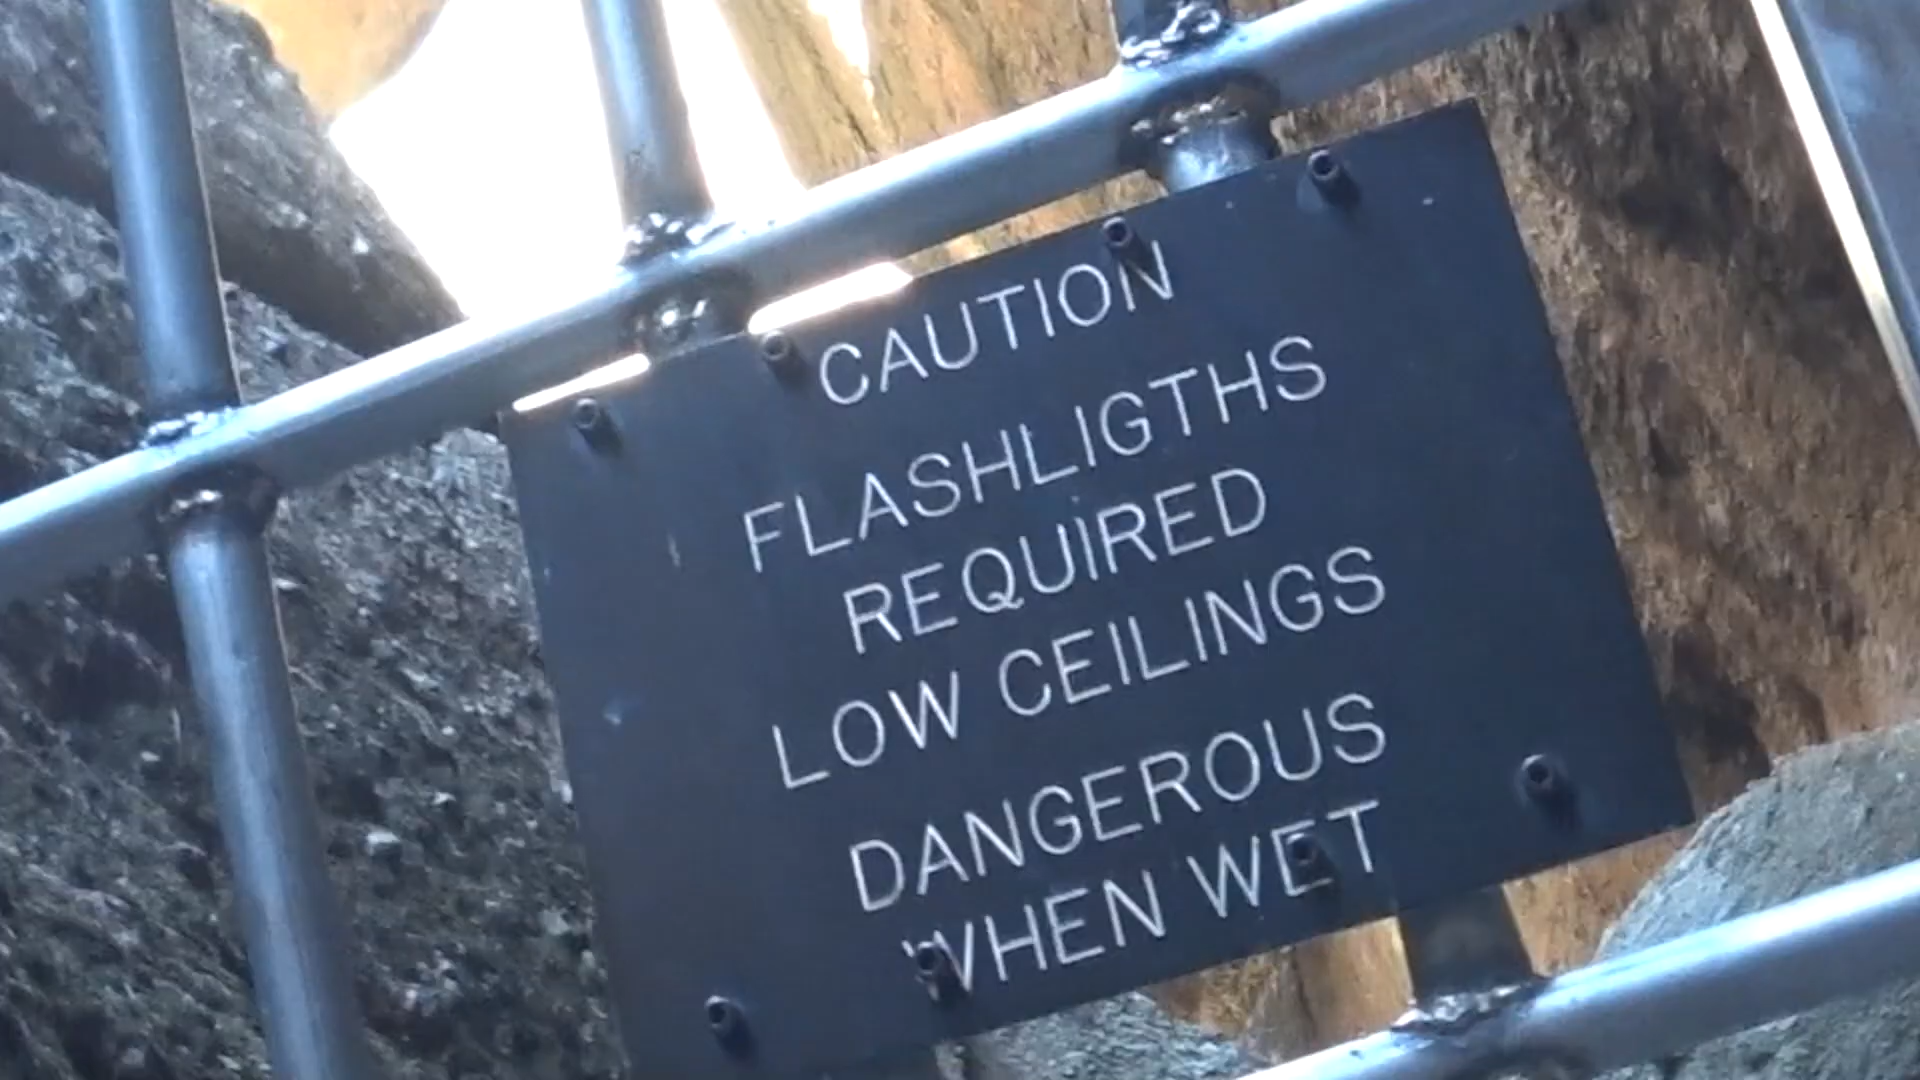 CAUTION
FLASHLIGTHS
REQUIRED
LOW CEILINGS
DANGEROUS
WHEN WET